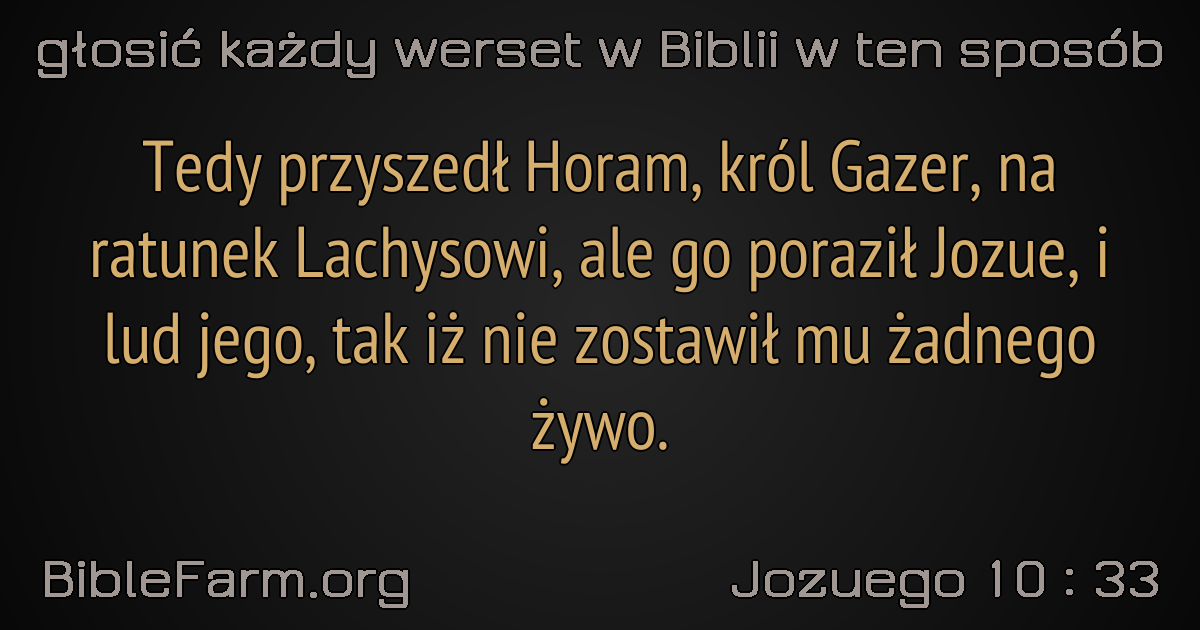 głosić każdy werset w Biblii w ten sposób
Tedy przyszedł Horam, król Gazer, na
ratunek Lachysowi, ale go poraził Jozue, i
lud jego, tak iż nie zostawił mu żadnego
żywo.
BibleFarm.org
Jozuego 10 : 33